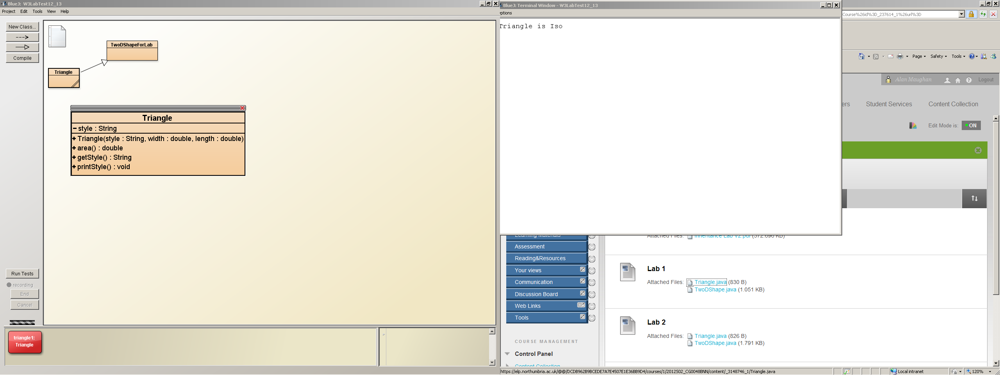 BlueJ: W3LabTest12_13
Project Edit Tools View Help
New Class...
Compile
TwoDShapeForLab
Triangle
Triangle
style : String
Triangle(style : String, width : double, length : double)
area() : double
getStyle() : String
printStyle() : void
Run Tests
recording
End
Cancel
triangle1:
Triangle
BlueJ: Terminal Window - W3LabTest12_13
ptions
Triangle is Iso
Course%26id%3D_237614_1%26url%3D
Page Safety Tools
Alan Maughan Logout
ers Student Services Content Collection
Edit Mode is: ON
Learning Materials
Assessment
Reading&Resources
Your views
Communication
Discussion Board
Web Links
Tools
COURSE MANAGEMENT
Control Panel
Content Collection
Attached Files: Inheritance Lab V2.pdf (372.696 KB)
Lab 1
Attached Files: Triangle.java (830 B)
TwoDShape.java (1.051 KB)
Lab 2
Attached Files: Triangle.java (826 B)
TwoDShape.java (1.791 KB)
https://elp.northumbria.ac.uk/@@/DCDB962B9BCEDE7A7E4507E1E36BB9D4/courses/1/2012502_CG0048BNN/content/_3148746_1/Triangle.java
Local intranet
120%